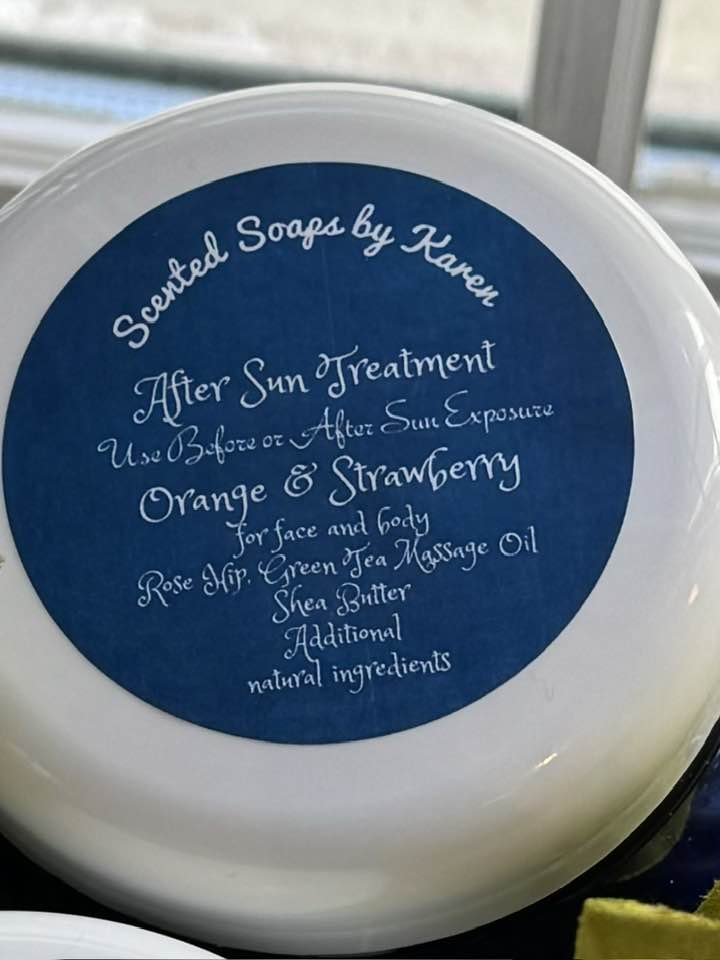 Scented Soaps by Karen
After Sun Treatment
Use Before or After Sun Exposure
Orange & Strawberry
for face and body
Rose Hip, Green Tea Massage Oil
Shea Butter
Additional
natural ingredients